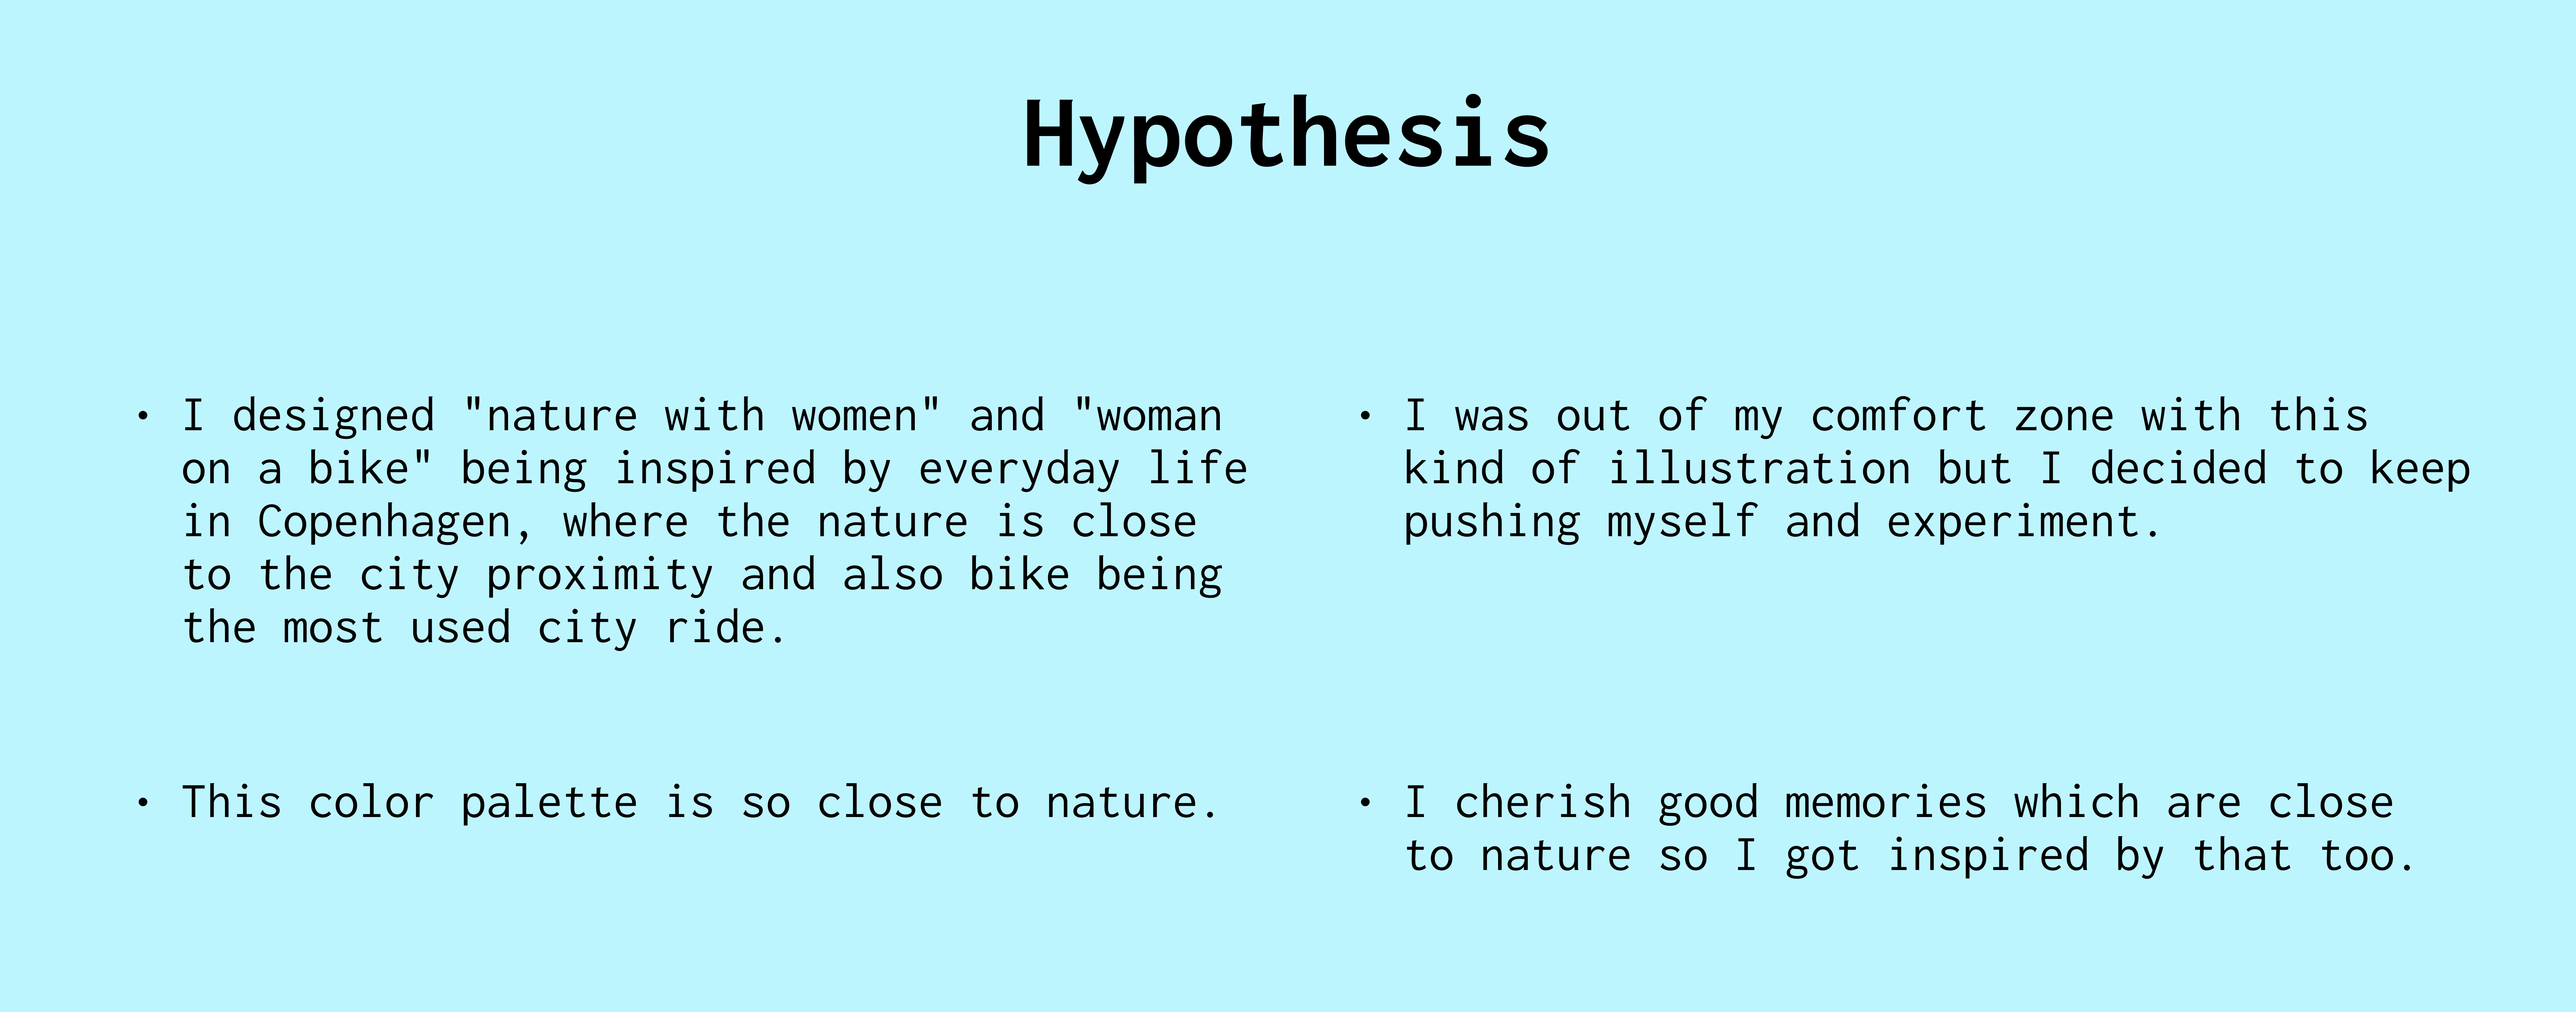 Hypothesis
• I designed "nature with women" and "woman
on a bike" being inspired by everyday life
in Copenhagen, where the nature is close
to the city proximity and also bike being
the most used city ride.
• This color palette is so close to nature.
• I was out of my comfort zone with this
kind of illustration but I decided to keep
pushing myself and experiment.
• I cherish good memories which are close
to nature so I got inspired by that too.